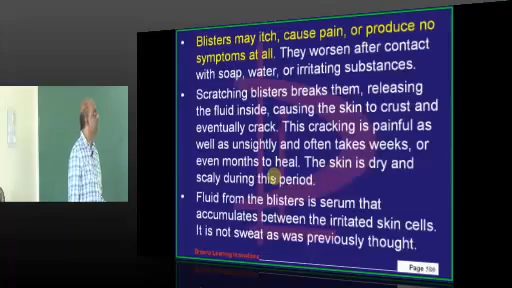 • Blisters may itch, cause pain, or produce no
symptoms at all. They worsen after contact
with soap, water, or irritating substances.
• Scratching blisters breaks them, releasing
the fluid inside, causing the skin to crust and
eventually crack. This cracking is painful as
well as unsightly and often takes weeks, or
even months to heal. The skin is dry and
scaly during this period.
• Fluid from the blisters is serum that
accumulates between the irritated skin cells.
It is not sweat as was previously thought.
Learning Innovations
Page